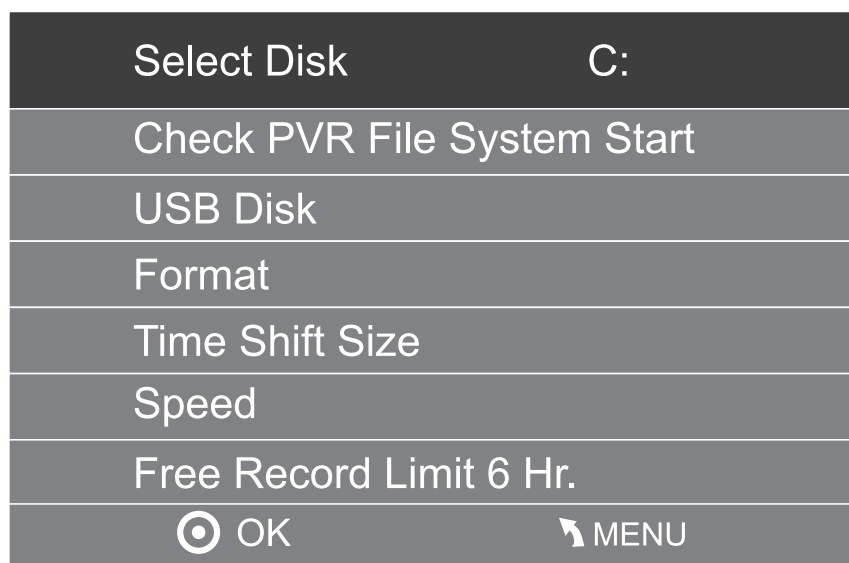 Select Disk C:
Check PVR File System Start
USB Disk
Format
Time Shift Size
Speed
Free Record Limit 6 Hr.
OK MENU